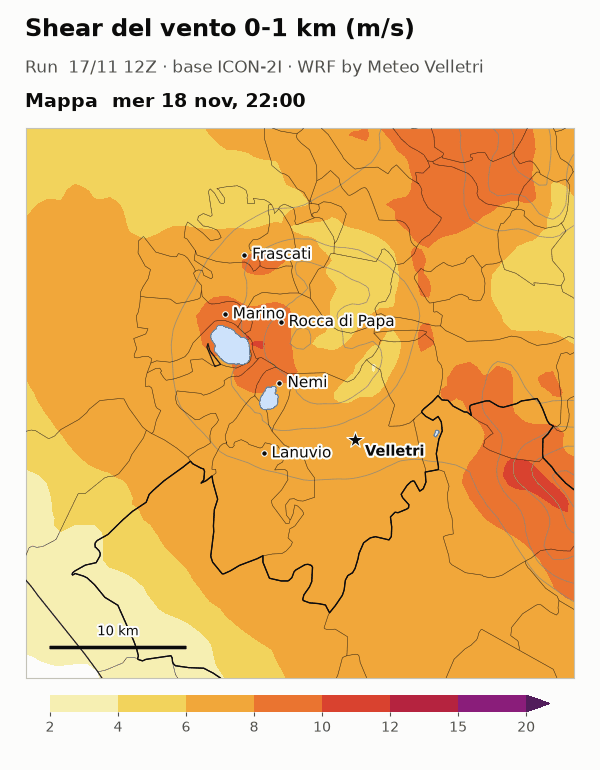 Shear del vento 0-1 km (m/s)
Run 17/11 12Z · base ICON-2I · WRF by Meteo Velletri
Mappa mer 18 nov, 22:00
Frascati
Marino
Rocca di Papa
Nemi
Velletri
Lanuvio
10 km
2 4 6 8 10 12 15 20